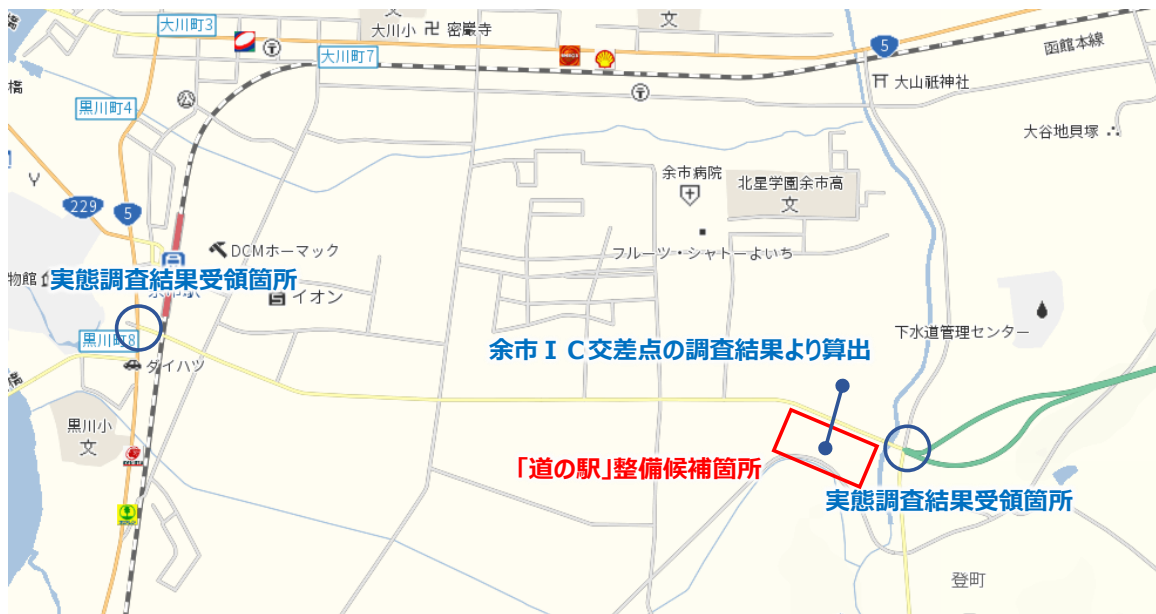 文
文
大川町3
大川小 卍 密巖寺
5
函館本線
大川町7
橋
大山祇神社
黒川町4
大谷地貝塚
余市病院
北星学園余市高
文
229
5
DCMホーマック
フルーツ・シャトーよいち
物館
実態調査結果受領箇所
イオン
下水道管理センター
黒川町8
余市ＩＣ交差点の調査結果より算出
ダイハツ
橋
黒川小
文
「道の駅」整備候補箇所
実態調査結果受領箇所
登町